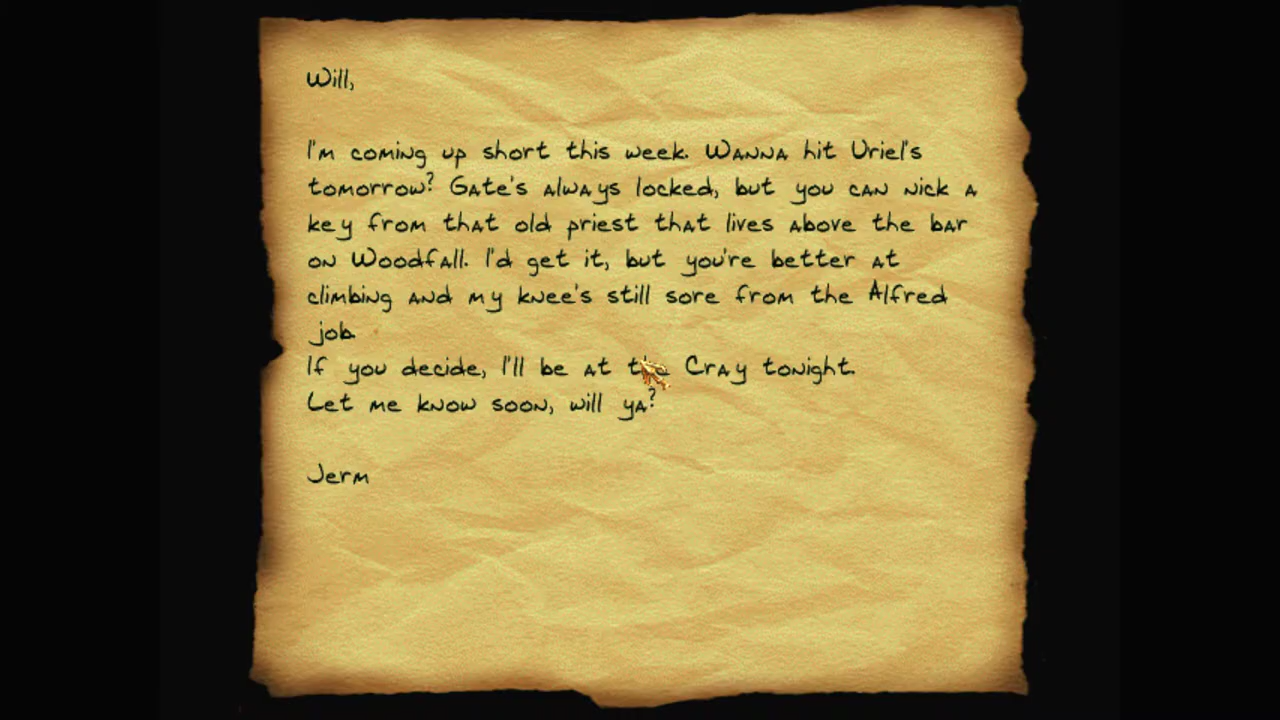 Will,
I'm coming up short this week. Wanna hit Uriel's
tomorrow? Gate's always locked, but you can nick a
key from that old priest that lives above the bar
on Woodfall. I'd get it, but you're better at
climbing and my knee's still sore from the Alfred
job.
If you decide, I'll be at the Cray tonight.
Let me know soon, will ya?
Jerm